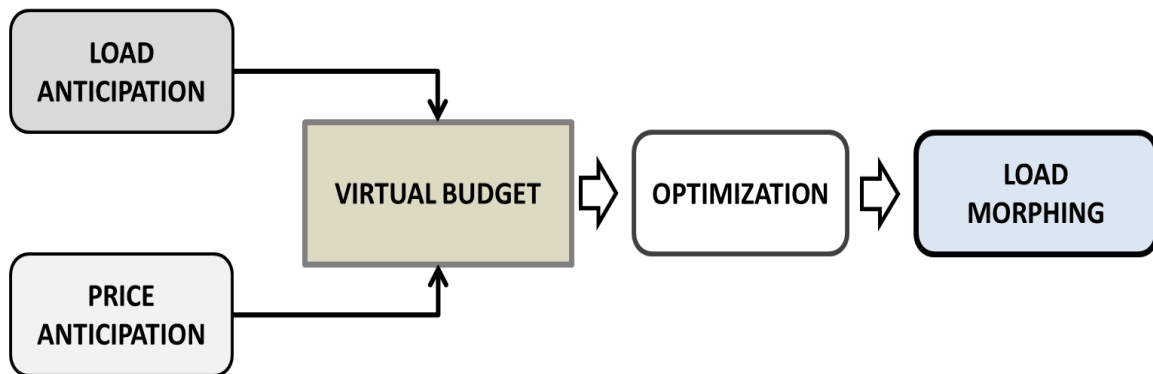 LOAD
ANTICIPATION
VIRTUAL BUDGET
OPTIMIZATION
LOAD
MORPHING
PRICE
ANTICIPATION